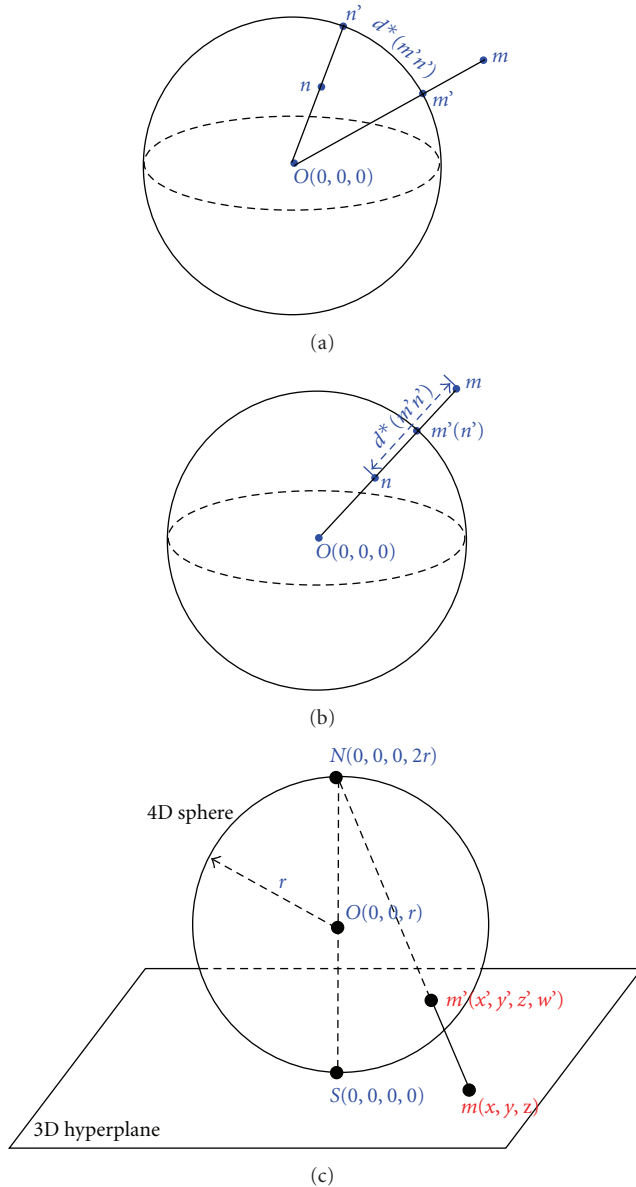 n'
d*(m'n')
m
n
m'
O(0, 0, 0)
(a)
m
d*(m'n')
m'(n')
n
O(0, 0, 0)
(b)
N(0, 0, 0, 2r)
4D sphere
r
O(0, 0, r)
m'(x', y', z', w')
S(0, 0, 0, 0)
m(x, y, z)
3D hyperplane
(c)